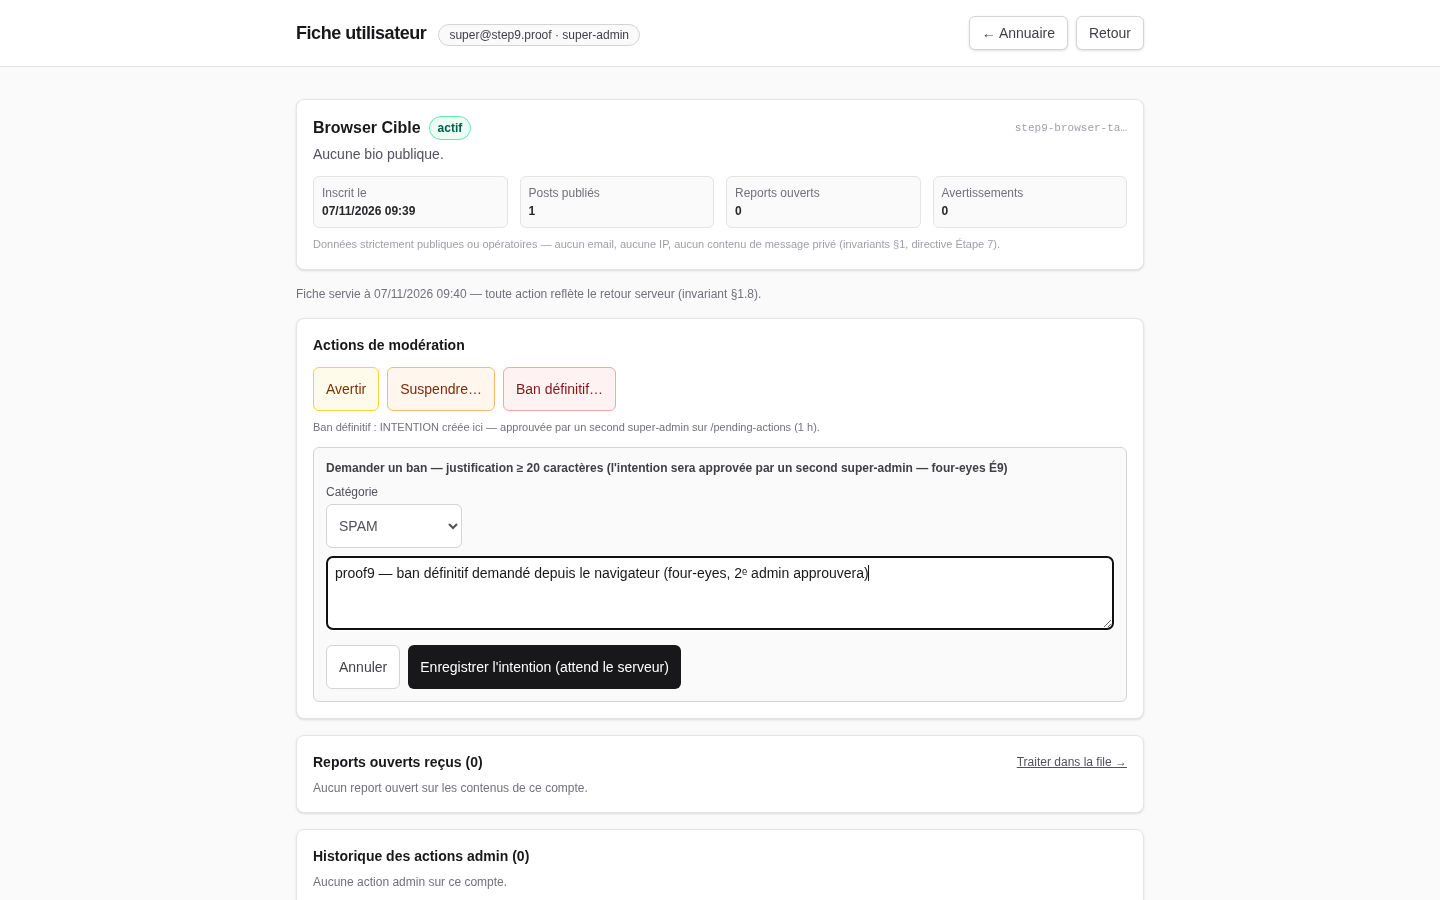 Fiche utilisateur
super@step9.proof · super-admin
← Annuaire
Retour
Browser Cible
actif
step9-browser-ta…
Aucune bio publique.
Inscrit le
07/11/2026 09:39
Posts publiés
1
Reports ouverts
0
Avertissements
0
Données strictement publiques ou opératoires — aucun email, aucune IP, aucun contenu de message privé (invariants §1, directive Étape 7).
Fiche servie à 07/11/2026 09:40 — toute action reflète le retour serveur (invariant §1.8).
Actions de modération
Avertir
Suspendre…
Ban définitif…
Ban définitif : INTENTION créée ici — approuvée par un second super-admin sur /pending-actions (1 h).
Demander un ban — justification ≥ 20 caractères (l'intention sera approuvée par un second super-admin — four-eyes É9)
Catégorie
SPAM
proof9 — ban définitif demandé depuis le navigateur (four-eyes, 2ᵉ admin approuvera)
Annuler
Enregistrer l'intention (attend le serveur)
Reports ouverts reçus (0)
Traiter dans la file →
Aucun report ouvert sur les contenus de ce compte.
Historique des actions admin (0)
Aucune action admin sur ce compte.